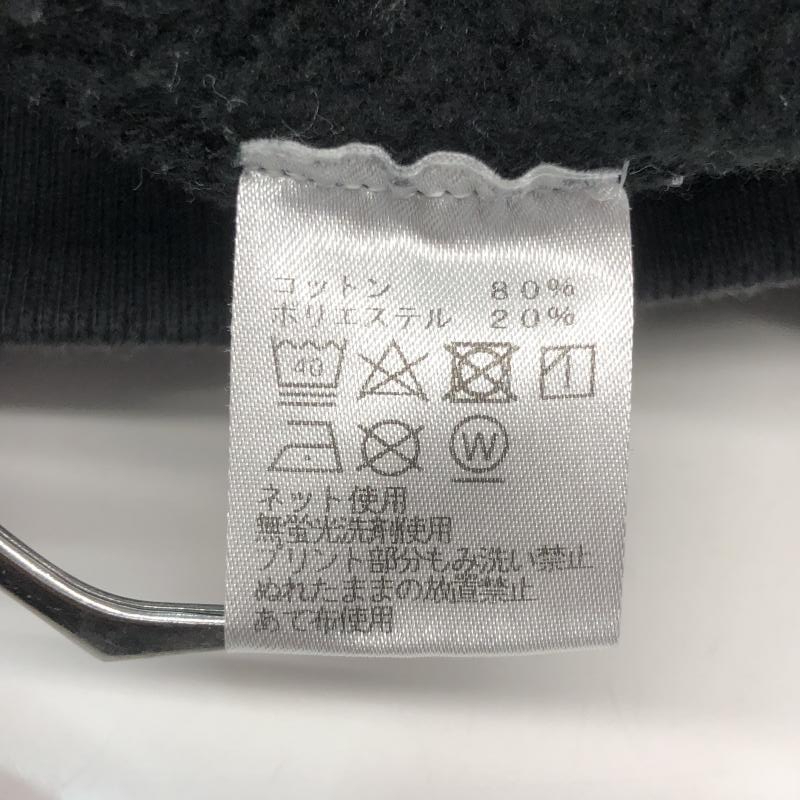 コットン 80%
ポリエステル 20%
40
1
W
ネット使用
無蛍光洗剤使用
プリント部分もみ洗い禁止
ぬれたままの放置禁止
あて布使用